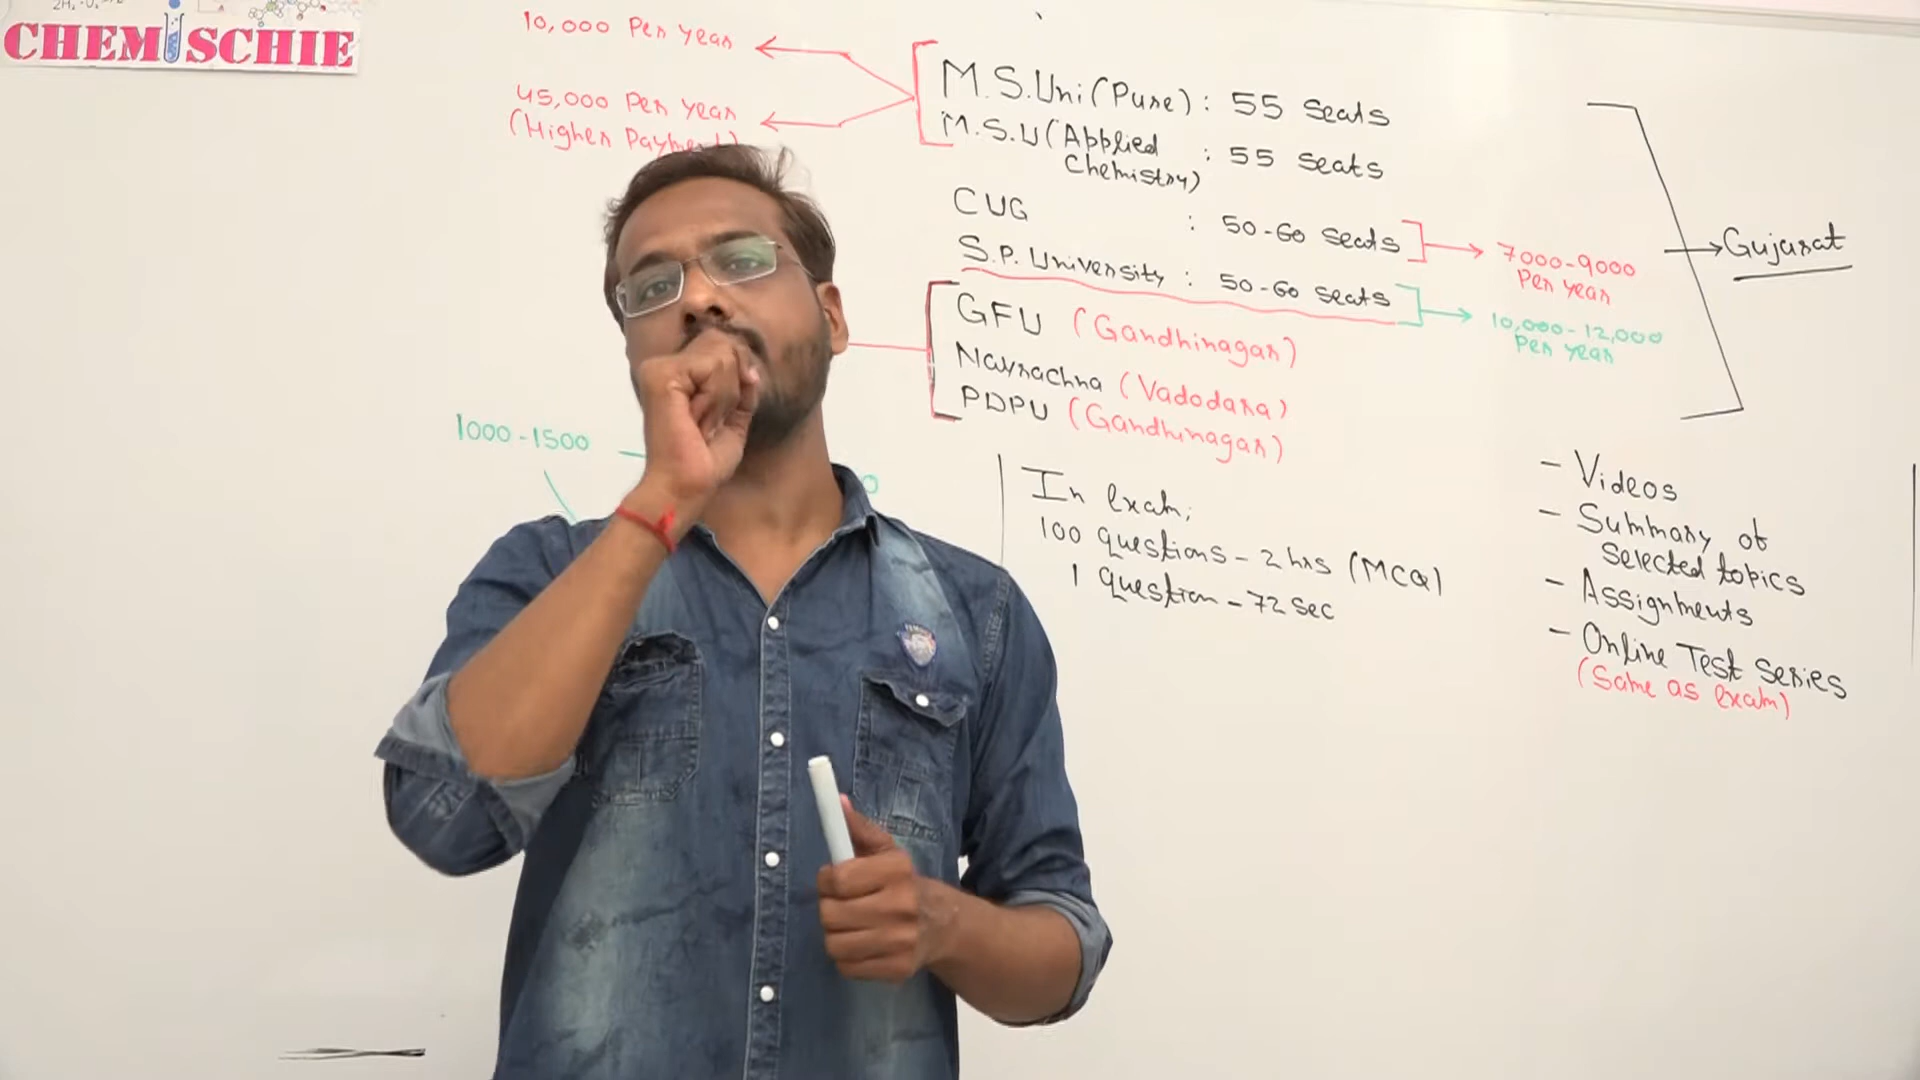 CHEMISCHIE
10,000 Per year
45,000 Per year
(Higher Payment)
M.S.Uni (Pure) : 55 Seats
M.S.U (Applied Chemistry) : 55 Seats
CUG : 50-60 Seats
7000-9000
Per year
S.P. University : 50-60 Seats
10,000-12,000
Per year
Gujarat
GFU (Gandhinagar)
Navrachna (Vadodara)
PDPU (Gandhinagar)
1000-1500
In exam,
100 questions - 2 hrs (MCQ)
1 question - 72 sec
- Videos
- Summary of
selected topics
- Assignments
- Online Test Series
(Same as exam)